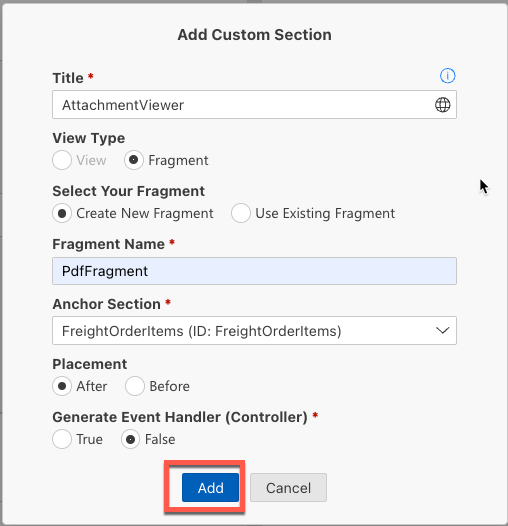 Add Custom Section
Title *
AttachmentViewer
View Type
View Fragment
Select Your Fragment
Create New Fragment Use Existing Fragment
Fragment Name *
PdfFragment
Anchor Section *
FreightOrderItems (ID: FreightOrderItems)
Placement
After Before
Generate Event Handler (Controller) *
True False
Add Cancel